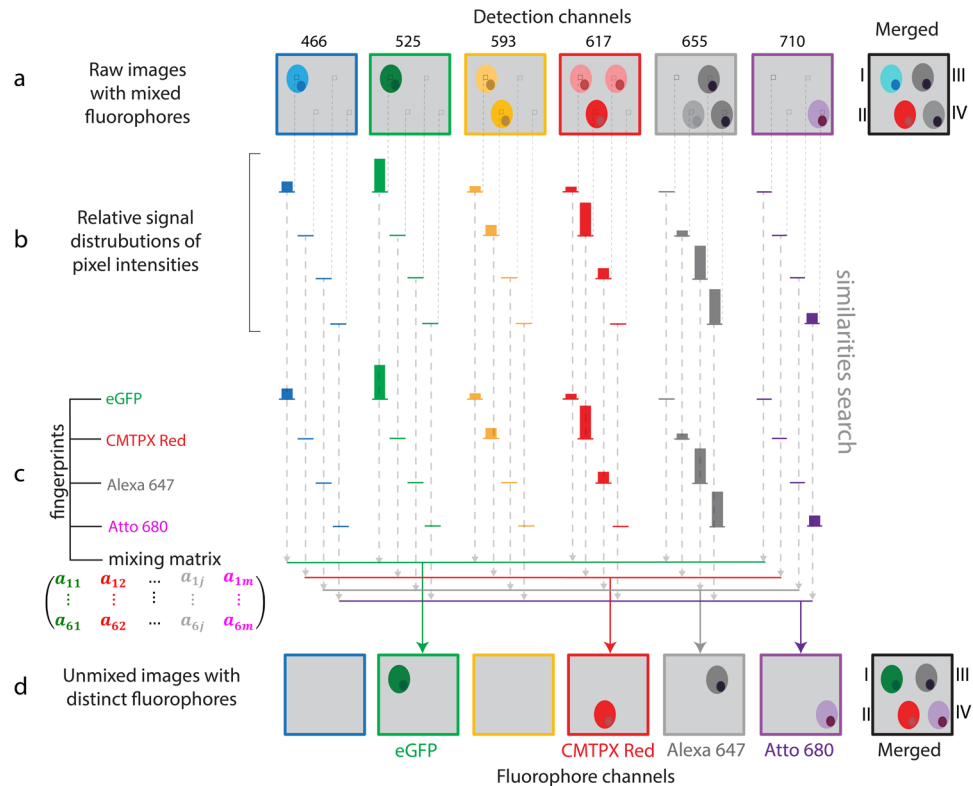 Detection channels
466 525 593 617 655 710 Merged
a
Raw images
with mixed
fluorophores
I III
II IV
b
Relative signal
distrubutions of
pixel intensities
similarities search
c
fingerprints
eGFP
CMTPX Red
Alexa 647
Atto 680
mixing matrix
a11 a12 ... a1j a1m
⋮ ⋮ ⋮ ⋮ ⋮
a61 a62 ... a6j a6m
d
Unmixed images with
distinct fluorophores
I III
II IV
eGFP CMTPX Red Alexa 647 Atto 680 Merged
Fluorophore channels